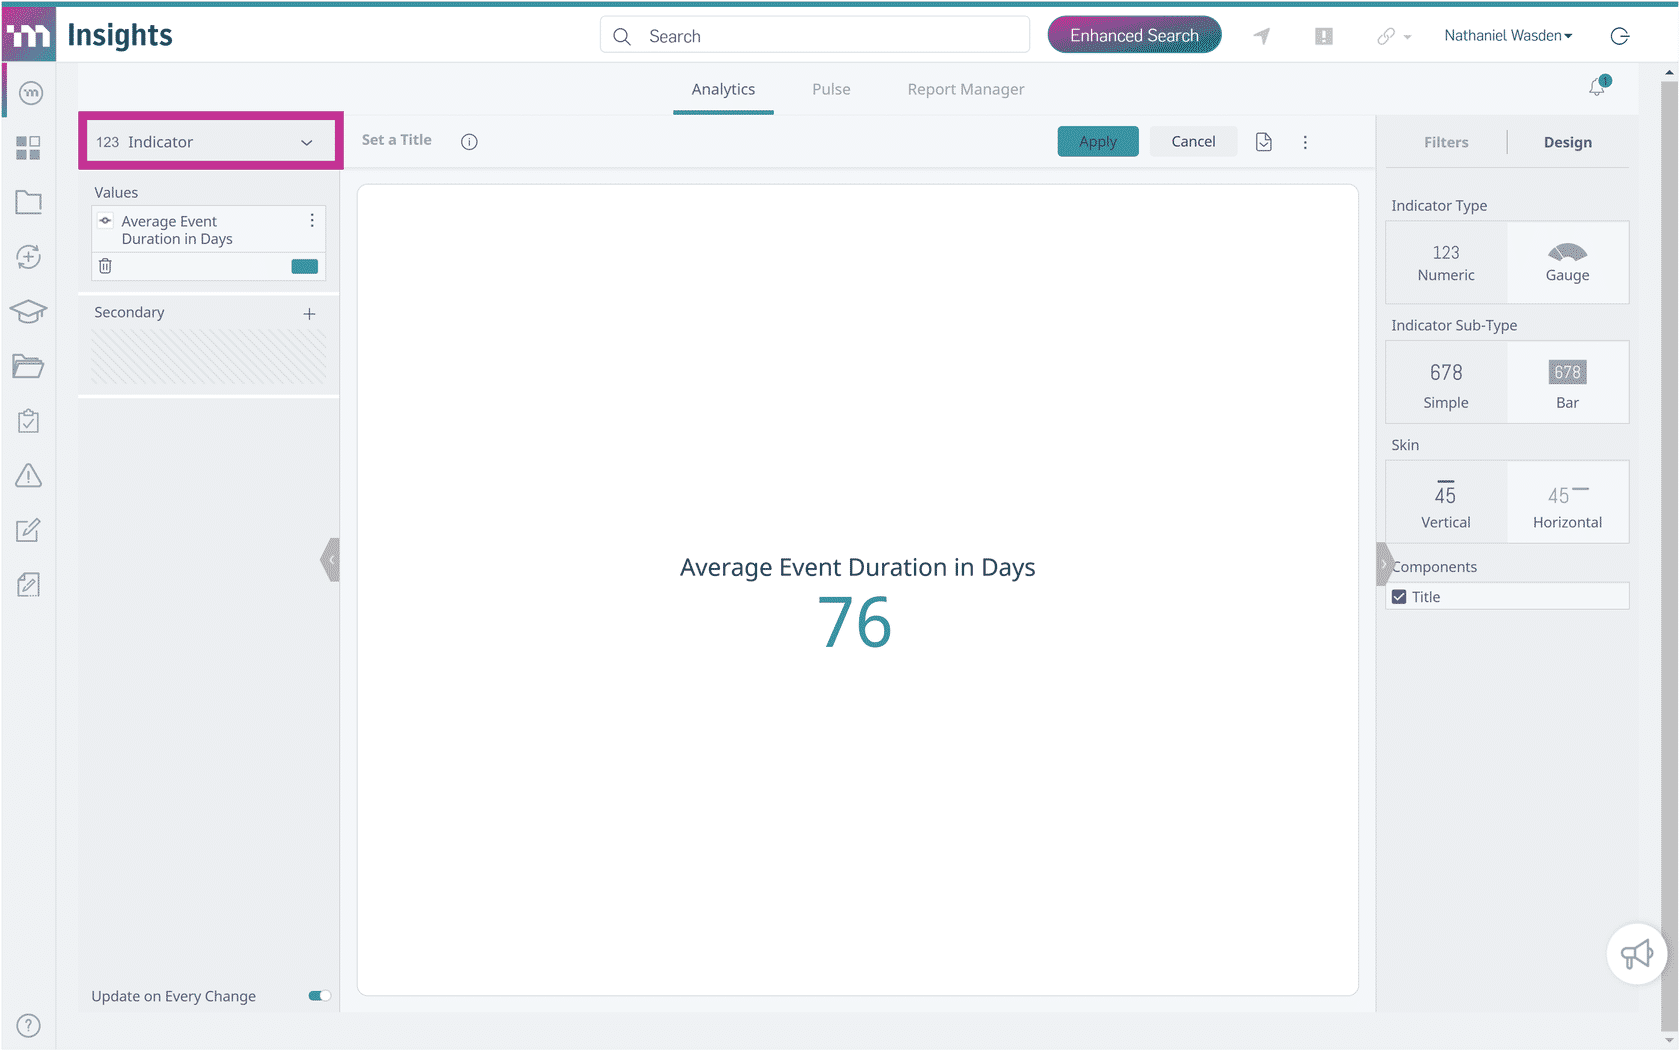 m Insights
Search
Enhanced Search
Nathaniel Wasden
Analytics
Pulse
Report Manager
1
123 Indicator
Set a Title
Apply
Cancel
Filters
Design
Values
Average Event
Duration in Days
Secondary
Average Event Duration in Days
76
Indicator Type
123
Numeric
Gauge
Indicator Sub-Type
678
Simple
678
Bar
Skin
45
Vertical
45
Horizontal
Components
Title
Update on Every Change